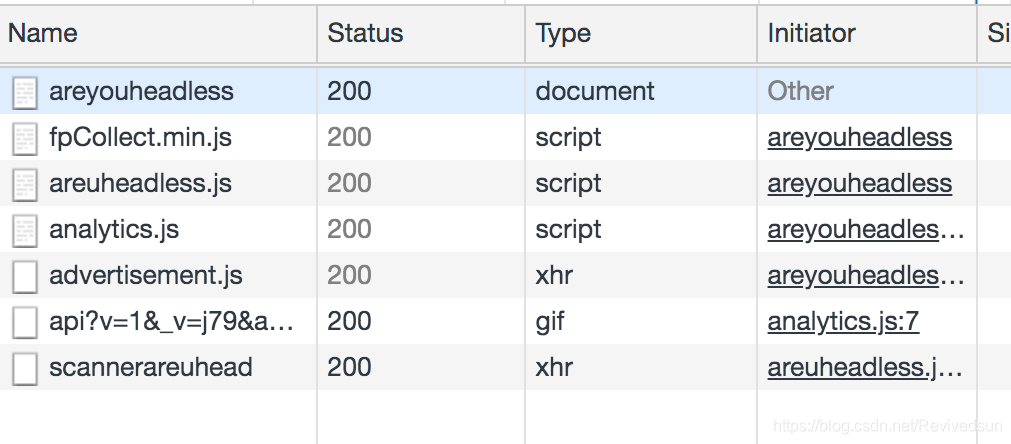 Name Status Type Initiator Si
areyouheadless 200 document Other
fpCollect.min.js 200 script areyouheadless
areuheadless.js 200 script areyouheadless
analytics.js 200 script areyouheadles…
advertisement.js 200 xhr areyouheadles…
api?v=1&_v=j79&a… 200 gif analytics.js:7
scannerareuhead 200 xhr areuheadless.j…
https://blog.csdn.net/Revivedsun